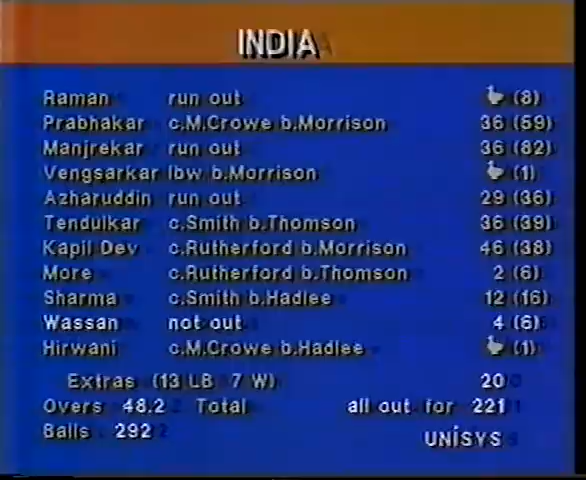 INDIA
Raman run out (8)
Prabhakar c.M.Crowe b.Morrison 36 (59)
Manjrekar run out 36 (82)
Vengsarkar lbw b.Morrison (1)
Azharuddin run out 29 (36)
Tendulkar c.Smith b.Thomson 36 (39)
Kapil Dev c.Rutherford b.Morrison 46 (38)
More c.Rutherford b.Thomson 2 (6)
Sharma c.Smith b.Hadlee 12 (16)
Wassan not out 4 (6)
Hirwani c.M.Crowe b.Hadlee (1)
Extras (13 LB 7 W) 20
Overs 48.2 Total all out for 221
Balls 292
UNISYS